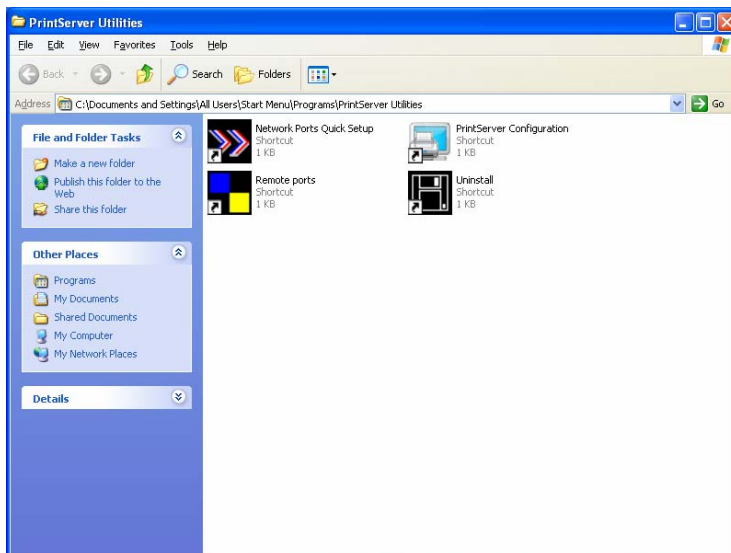 PrintServer Utilities
File Edit View Favorites Tools Help
Back Search Folders
Address C:\Documents and Settings\All Users\Start Menu\Programs\PrintServer Utilities Go
File and Folder Tasks
Make a new folder
Publish this folder to the
Web
Share this folder
Other Places
Programs
My Documents
Shared Documents
My Computer
My Network Places
Details
Network Ports Quick Setup
Shortcut
1 KB
PrintServer Configuration
Shortcut
1 KB
Remote ports
Shortcut
1 KB
Uninstall
Shortcut
1 KB